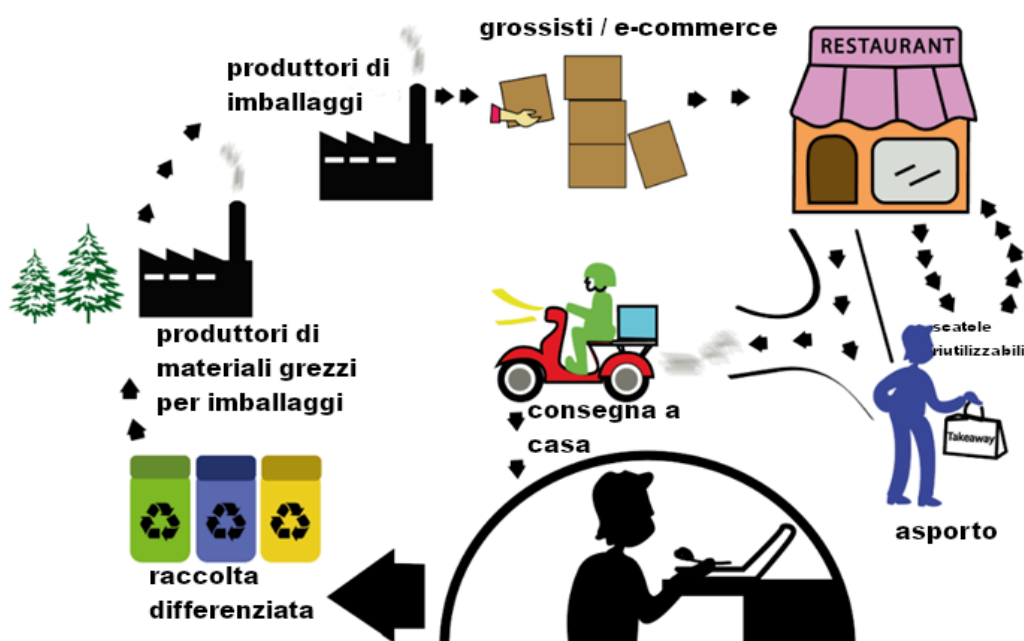 grossisti / e-commerce
RESTAURANT
produttori di
imballaggi
produttori di
materiali grezzi
per imballaggi
scatole
riutilizzabili
consegna a
casa
Takeaway
asporto
raccolta
differenziata